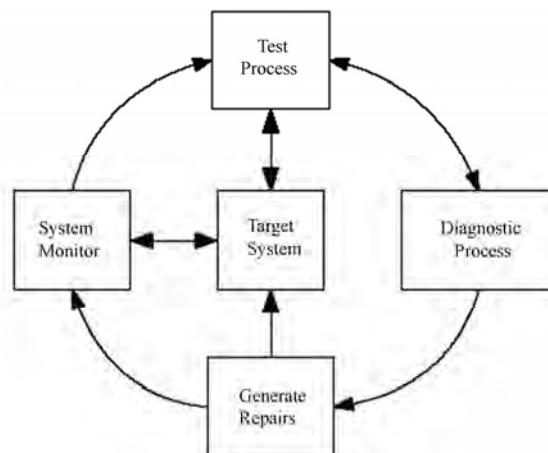 Test
Process
System
Monitor
Target
System
Diagnostic
Process
Generate
Repairs